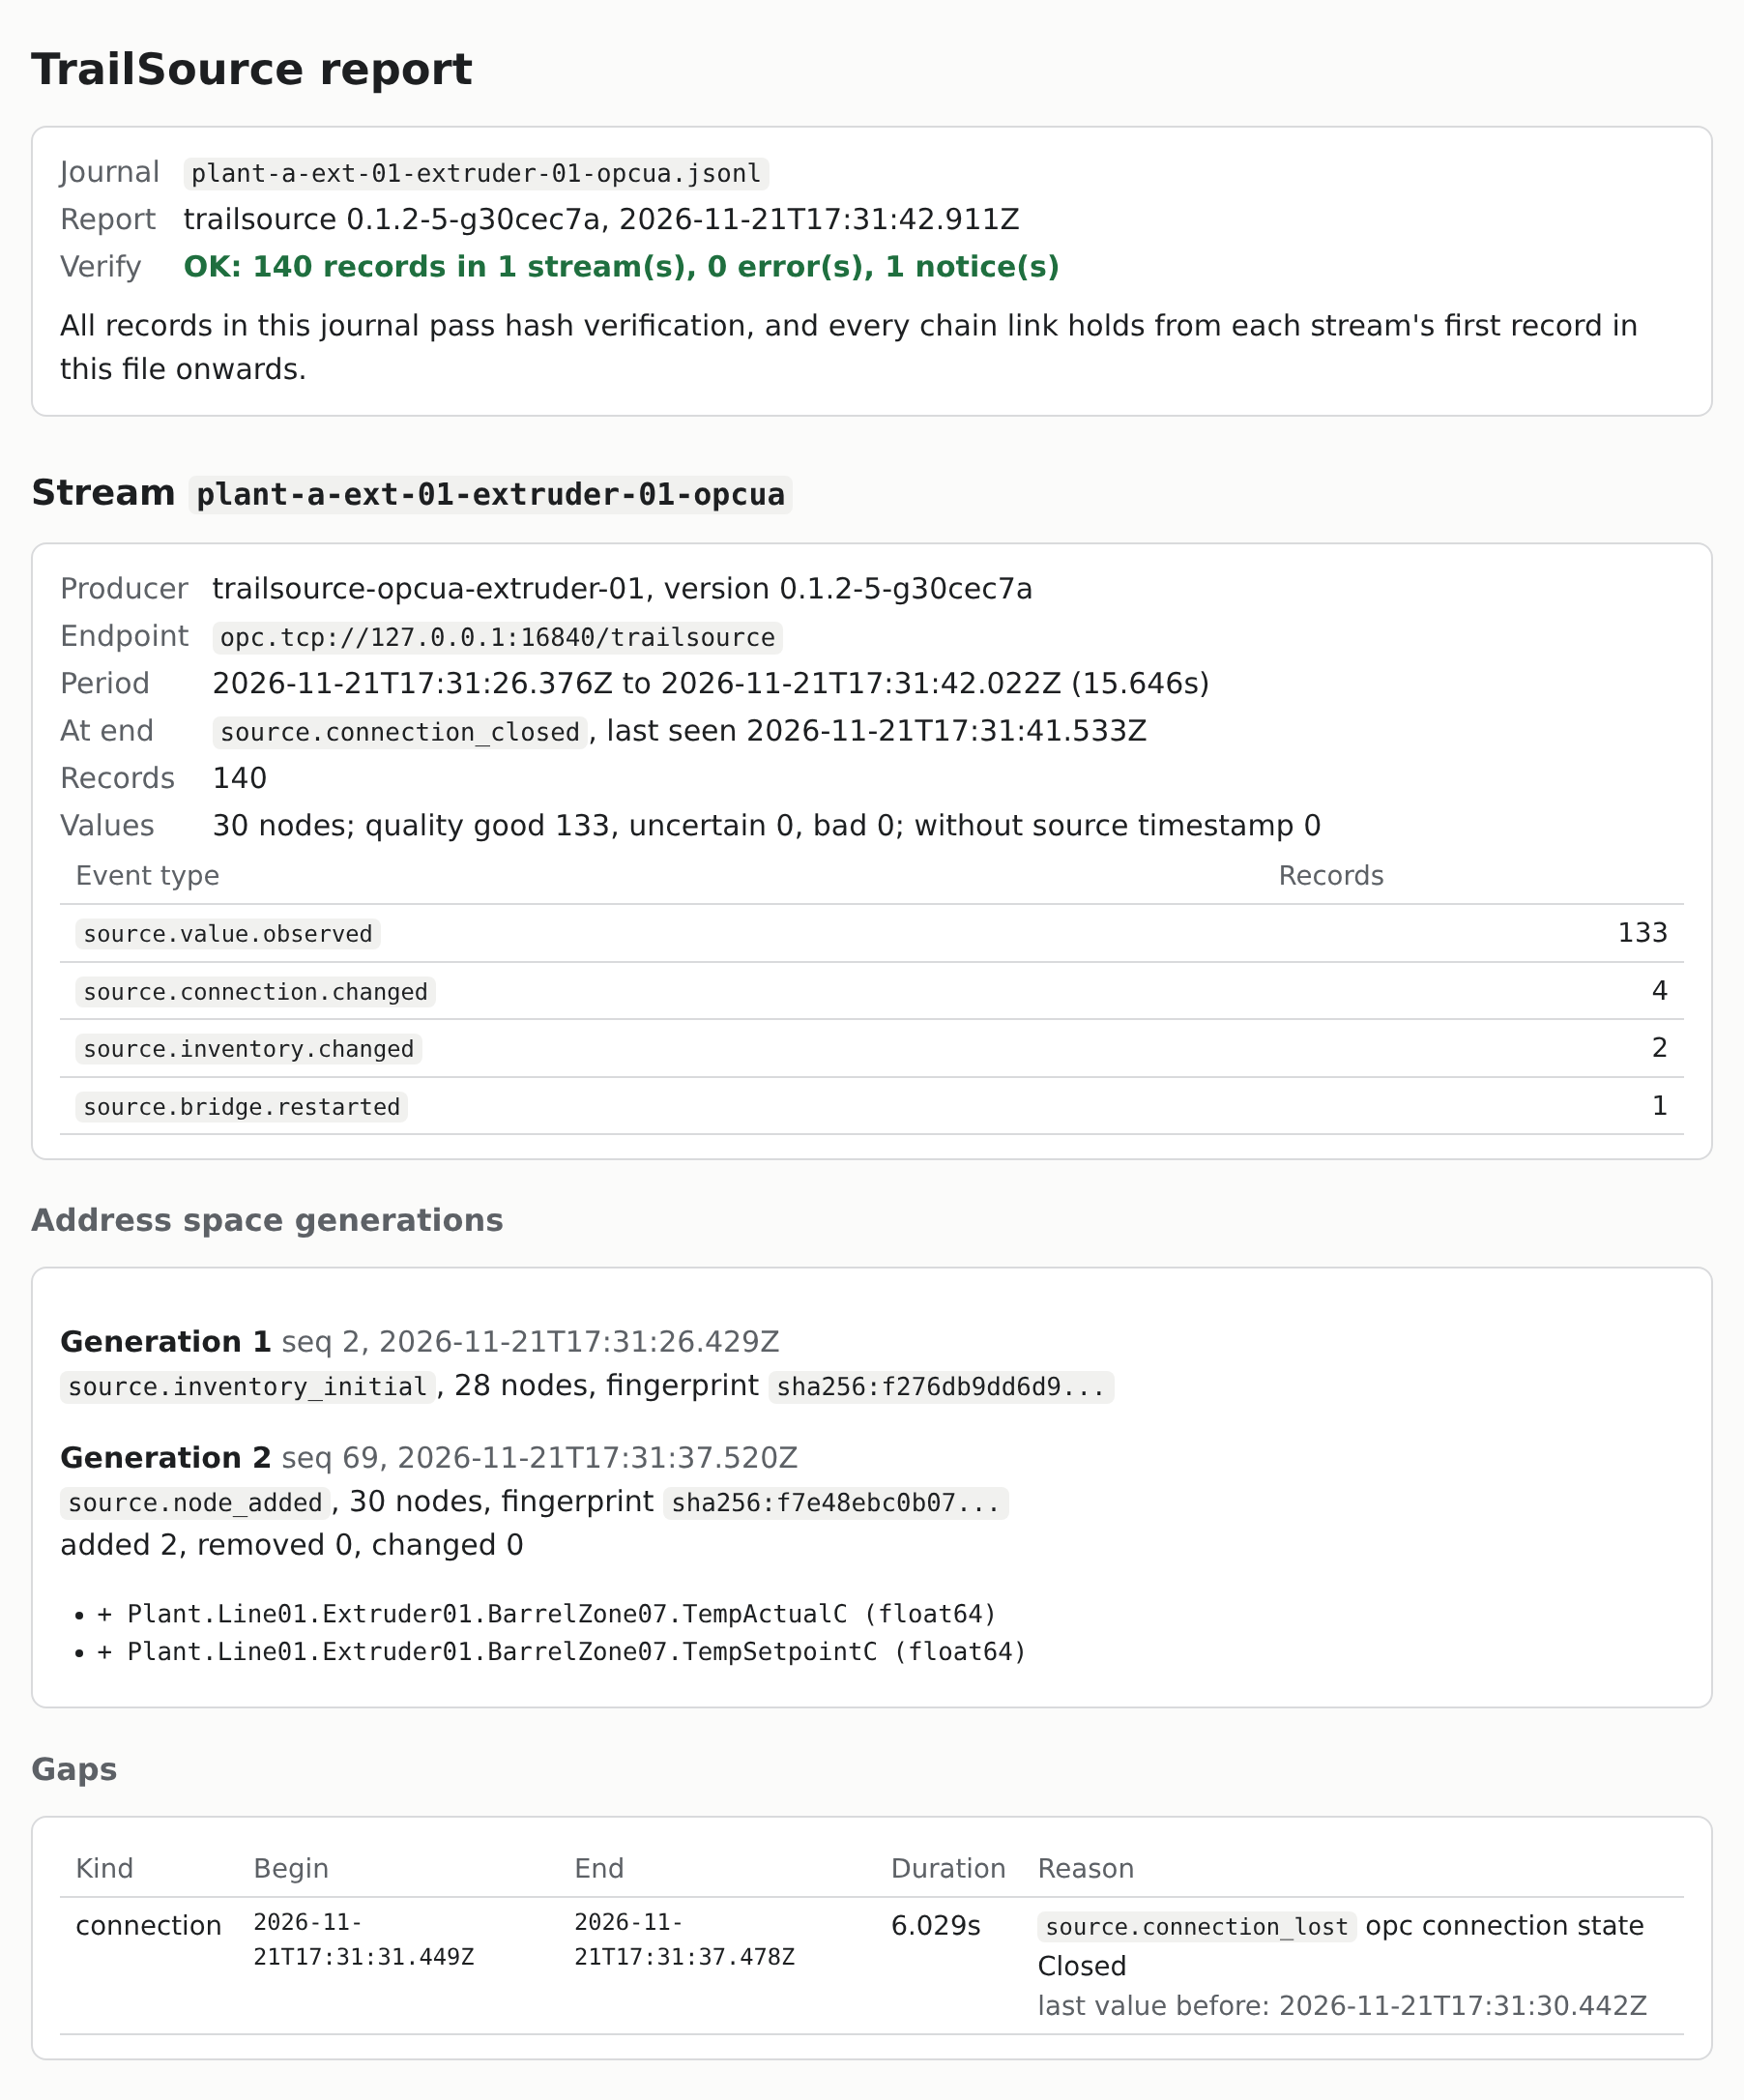 TrailSource report
Journal plant-a-ext-01-extruder-01-opcua.jsonl
Report trailsource 0.1.2-5-g30cec7a, 2026-11-21T17:31:42.911Z
Verify OK: 140 records in 1 stream(s), 0 error(s), 1 notice(s)
All records in this journal pass hash verification, and every chain link holds from each stream's first record in
this file onwards.
Stream plant-a-ext-01-extruder-01-opcua
Producer trailsource-opcua-extruder-01, version 0.1.2-5-g30cec7a
Endpoint opc.tcp://127.0.0.1:16840/trailsource
Period 2026-11-21T17:31:26.376Z to 2026-11-21T17:31:42.022Z (15.646s)
At end source.connection_closed, last seen 2026-11-21T17:31:41.533Z
Records 140
Values 30 nodes; quality good 133, uncertain 0, bad 0; without source timestamp 0
Event type Records
source.value.observed 133
source.connection.changed 4
source.inventory.changed 2
source.bridge.restarted 1
Address space generations
Generation 1 seq 2, 2026-11-21T17:31:26.429Z
source.inventory_initial, 28 nodes, fingerprint sha256:f276db9dd6d9...
Generation 2 seq 69, 2026-11-21T17:31:37.520Z
source.node_added, 30 nodes, fingerprint sha256:f7e48ebc0b07...
added 2, removed 0, changed 0
• + Plant.Line01.Extruder01.BarrelZone07.TempActualC (float64)
• + Plant.Line01.Extruder01.BarrelZone07.TempSetpointC (float64)
Gaps
Kind Begin End Duration Reason
connection 2026-11-21T17:31:31.449Z 2026-11-21T17:31:37.478Z 6.029s source.connection_lost opc connection state
Closed
last value before: 2026-11-21T17:31:30.442Z